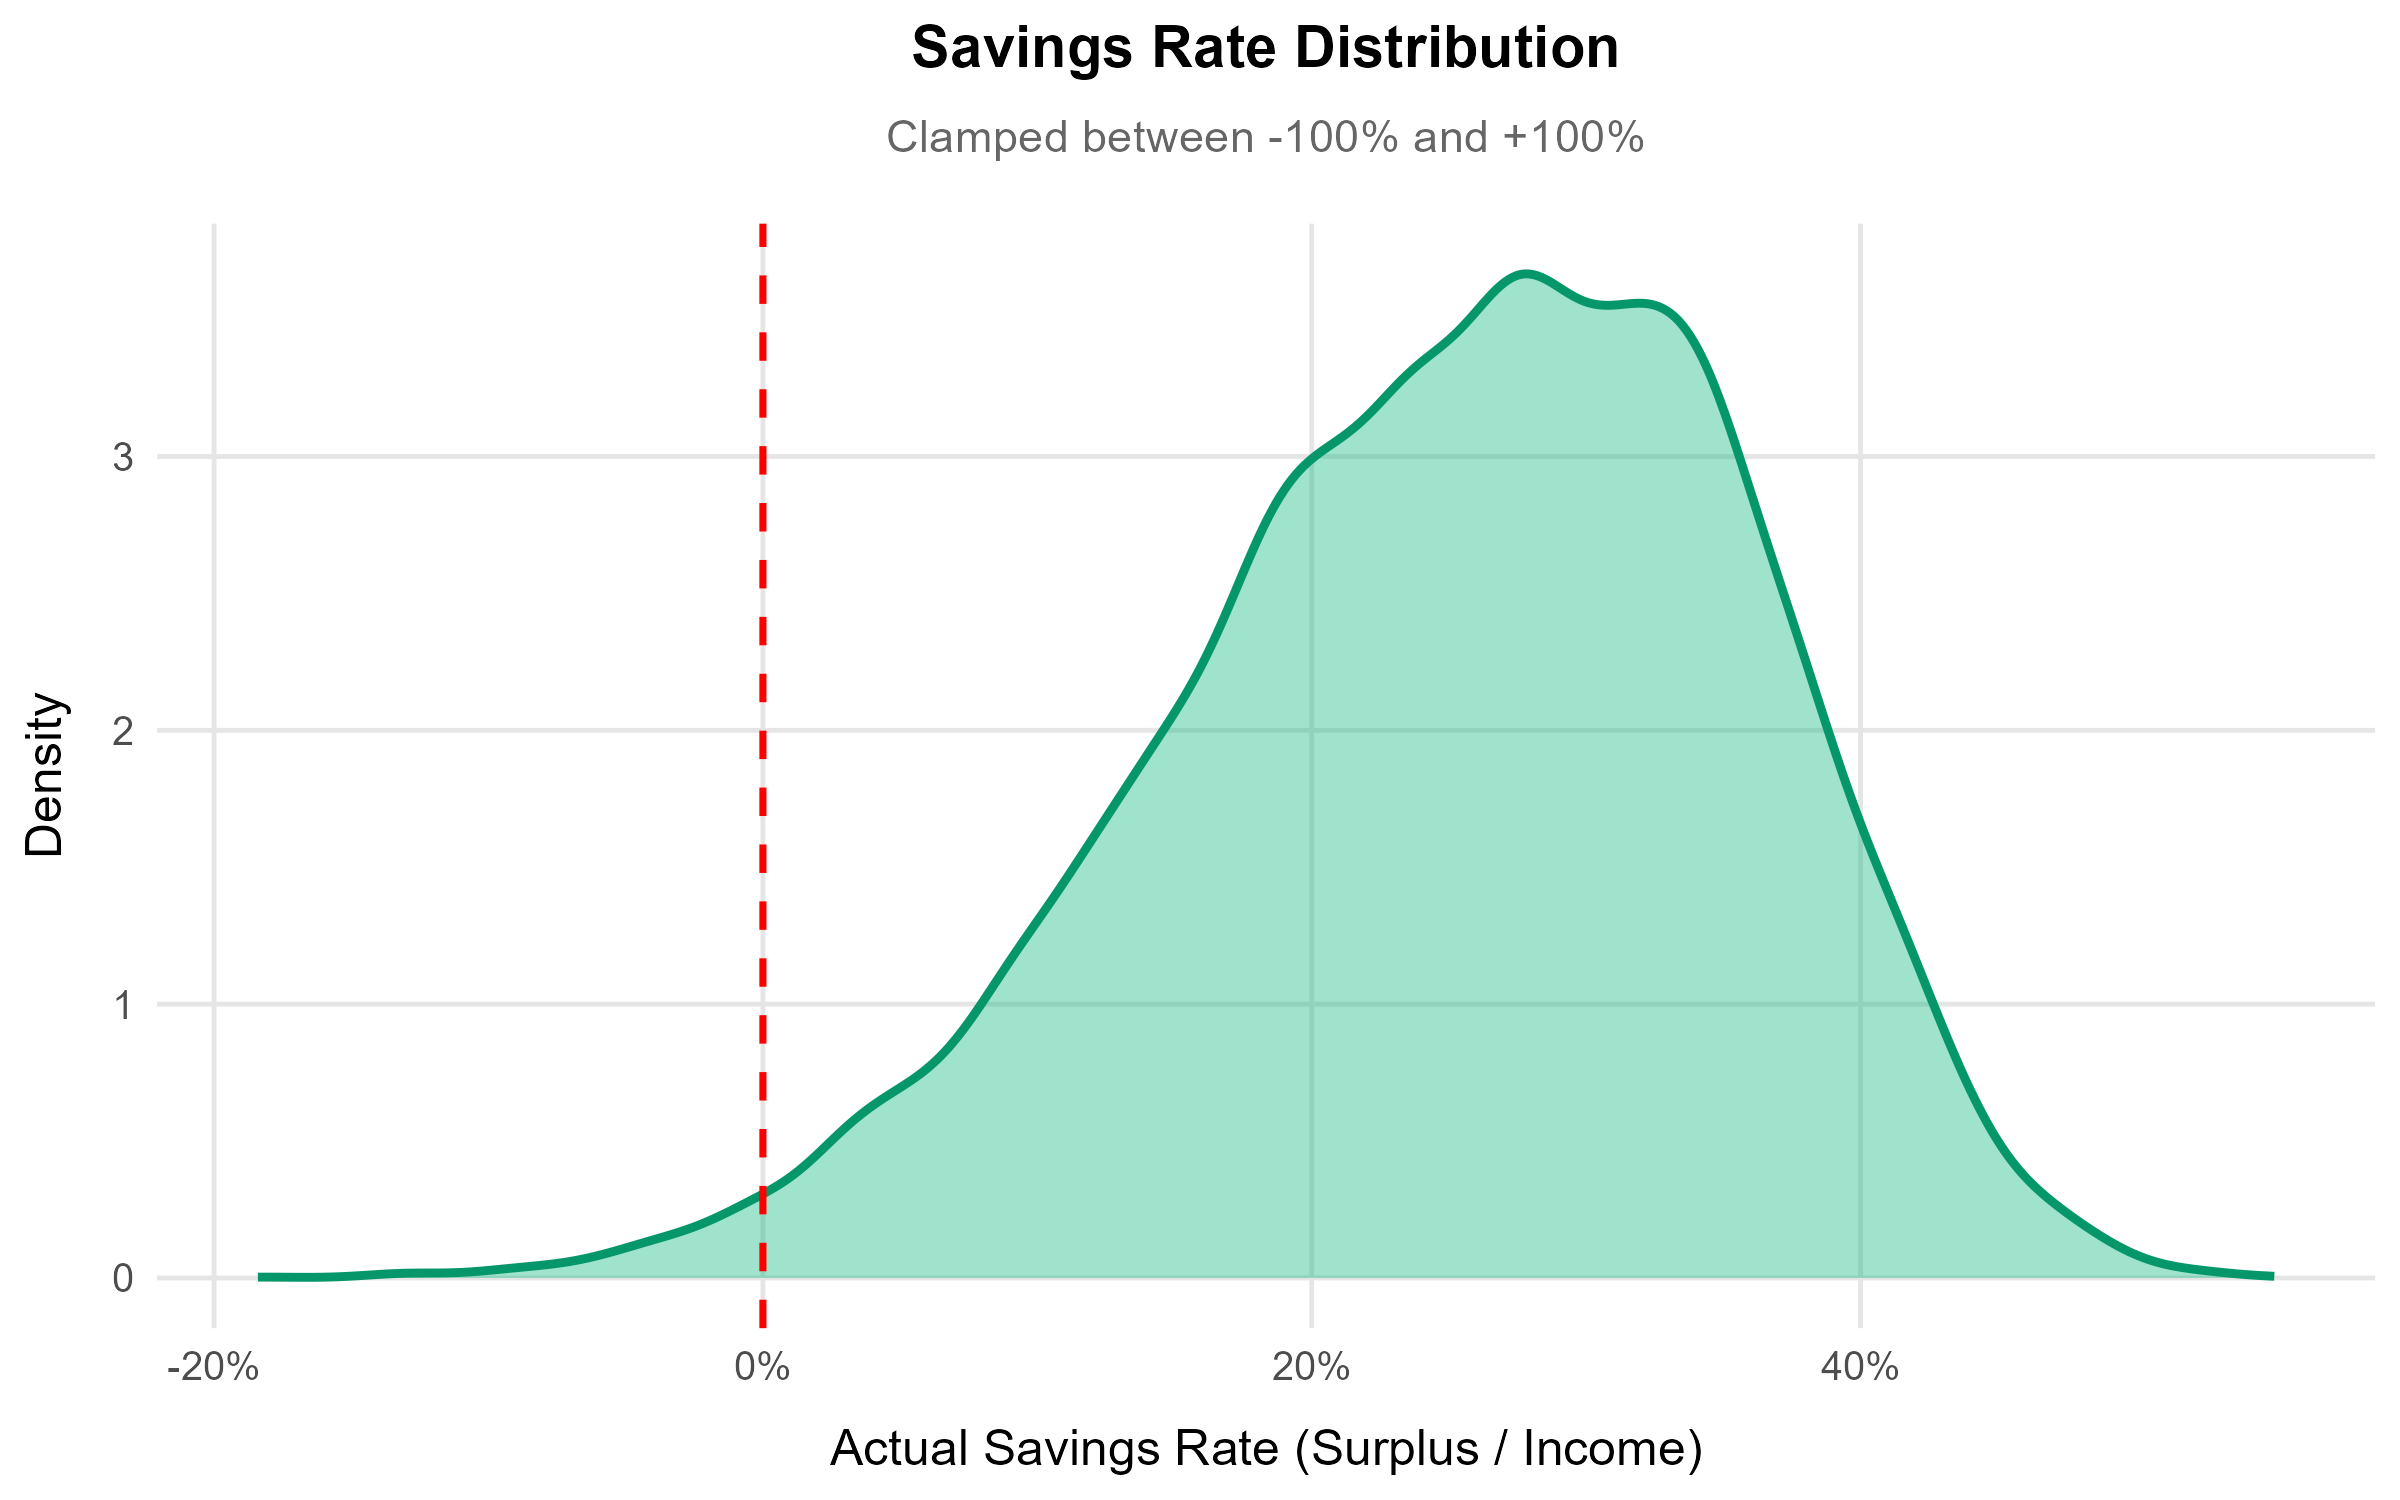 Savings Rate Distribution
Clamped between -100% and +100%
Density
3
2
1
0
-20% 0% 20% 40%
Actual Savings Rate (Surplus / Income)